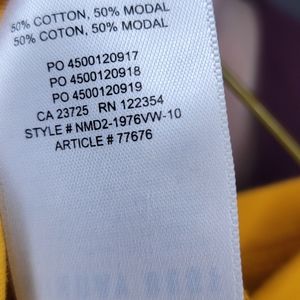 50% COTTON, 50% MODAL
50% COTON, 50% MODAL
PO 4500120917
PO 4500120918
PO 4500120919
CA 23725 RN 122354
STYLE # NMD2-1976VW-10
ARTICLE # 77676